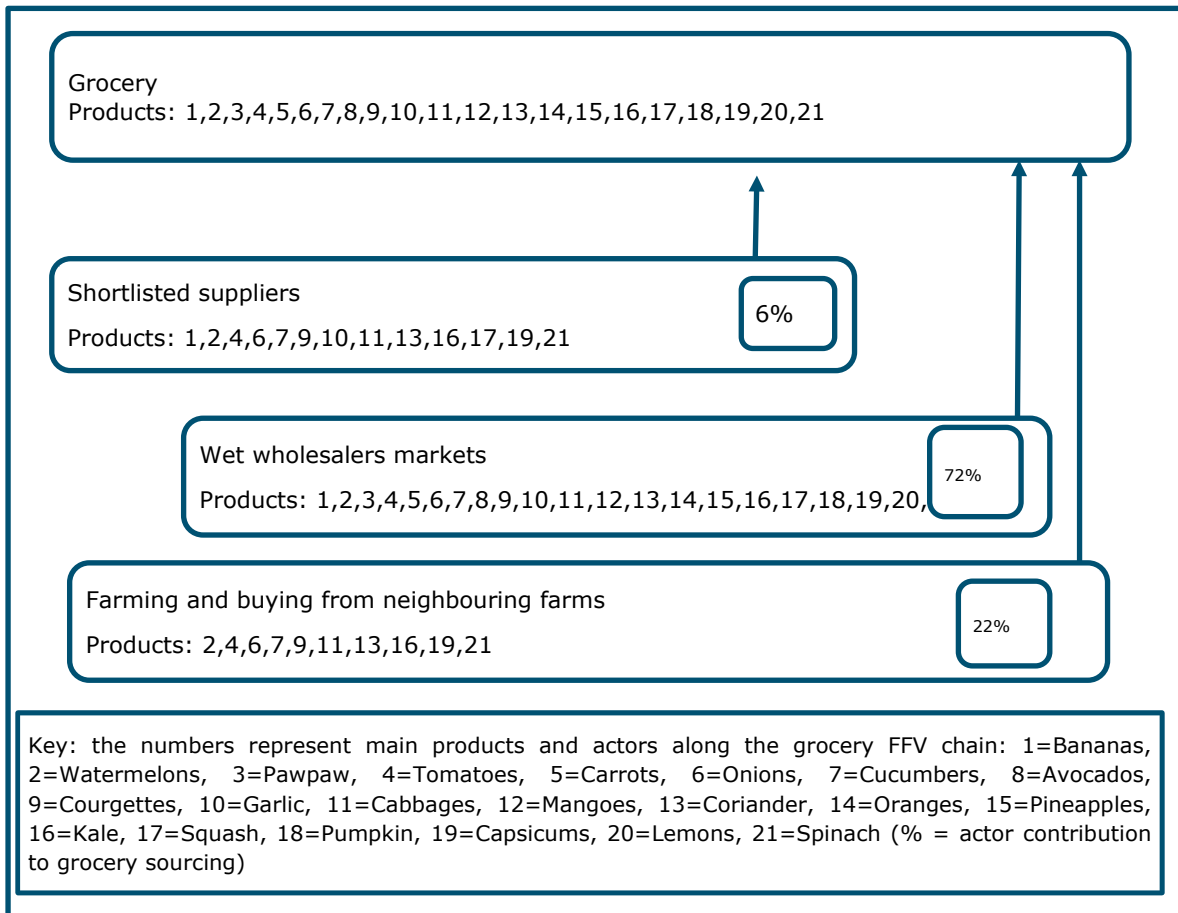 Grocery
Products: 1,2,3,4,5,6,7,8,9,10,11,12,13,14,15,16,17,18,19,20,21
Shortlisted suppliers
6%
Products: 1,2,4,6,7,9,10,11,13,16,17,19,21
Wet wholesalers markets
72%
Products: 1,2,3,4,5,6,7,8,9,10,11,12,13,14,15,16,17,18,19,20,
Farming and buying from neighbouring farms
22%
Products: 2,4,6,7,9,11,13,16,19,21
Key: the numbers represent main products and actors along the grocery FFV chain: 1=Bananas,
2=Watermelons, 3=Pawpaw, 4=Tomatoes, 5=Carrots, 6=Onions, 7=Cucumbers, 8=Avocados,
9=Courgettes, 10=Garlic, 11=Cabbages, 12=Mangoes, 13=Coriander, 14=Oranges, 15=Pineapples,
16=Kale, 17=Squash, 18=Pumpkin, 19=Capsicums, 20=Lemons, 21=Spinach (% = actor contribution
to grocery sourcing)